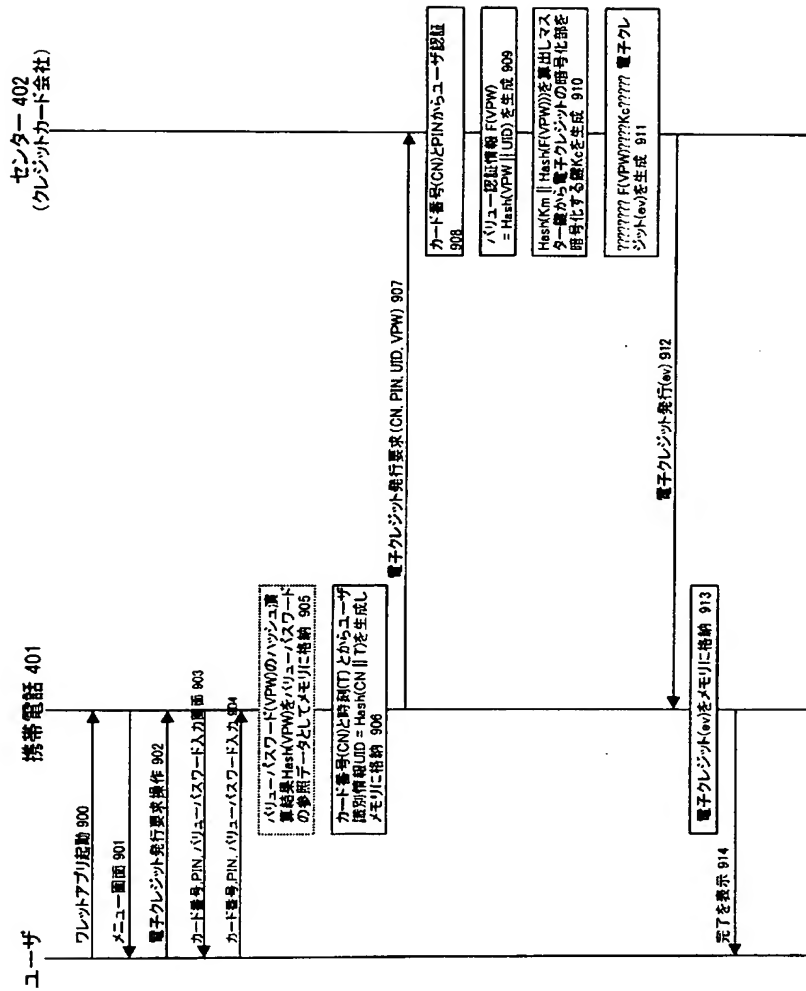 ユーザ
携帯電話 401
センター 402
(クレジットカード会社)
ワレットアプリ起動 900
メニュー画面 901
電子クレジット発行要求操作 902
カード番号,PIN,バリューパスワード入力画面 903
カード番号,PIN, バリューパスワード入力 904
バリューパスワード(VPW)のハッシュ演
算結果Hash(VPW)をバリューパスワード
の参照データとしてメモリに格納 905
カード番号(CN)と時刻(T) とからユーザ
識別情報UID = Hash(CN || T)を生成し
メモリに格納 906
電子クレジット発行要求(CN, PIN, UID, VPW) 907
カード番号(CN)とPINからユーザ認証
908
バリュー認証情報 F(VPW)
= Hash(VPW || UID) を生成 909
Hash(Km || Hash(F(VPW)))を算出しマス
ター鍵から電子クレジットの暗号化部を
暗号化する鍵Kcを生成 910
???????? F(VPW)????Kc????? 電子クレ
ジット(ev)を生成 911
電子クレジット発行(ev) 912
電子クレジット(ev)をメモリに格納 913
完了を表示 914